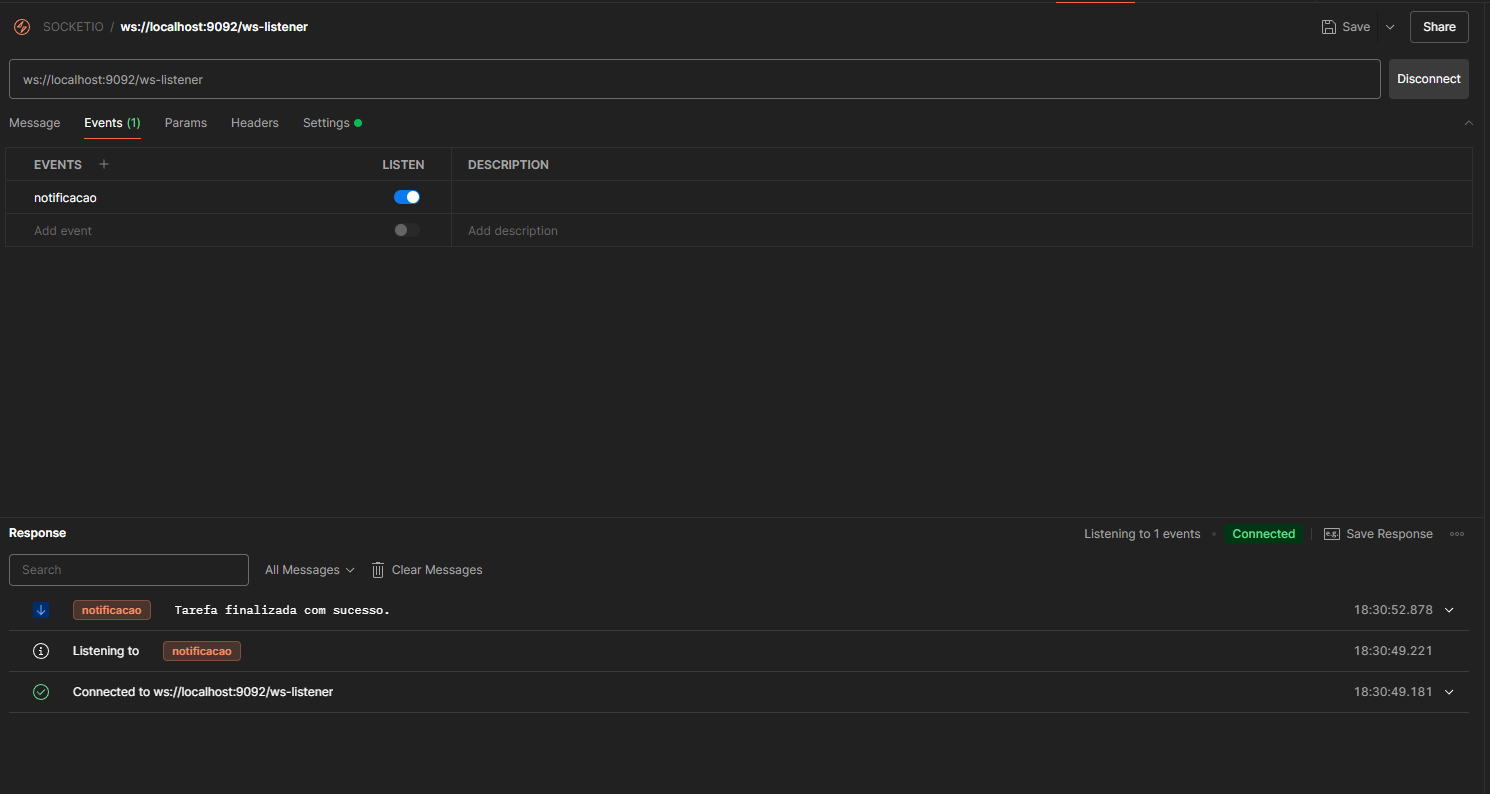 SOCKETIO / ws://localhost:9092/ws-listener Save Share
ws://localhost:9092/ws-listener Disconnect
Message Events (1) Params Headers Settings
EVENTS + LISTEN DESCRIPTION
notificacao
Add event Add description
Response Listening to 1 events Connected e.g. Save Response
Search All Messages Clear Messages
notificacao Tarefa finalizada com sucesso. 18:30:52.878
Listening to notificacao 18:30:49.221
Connected to ws://localhost:9092/ws-listener 18:30:49.181